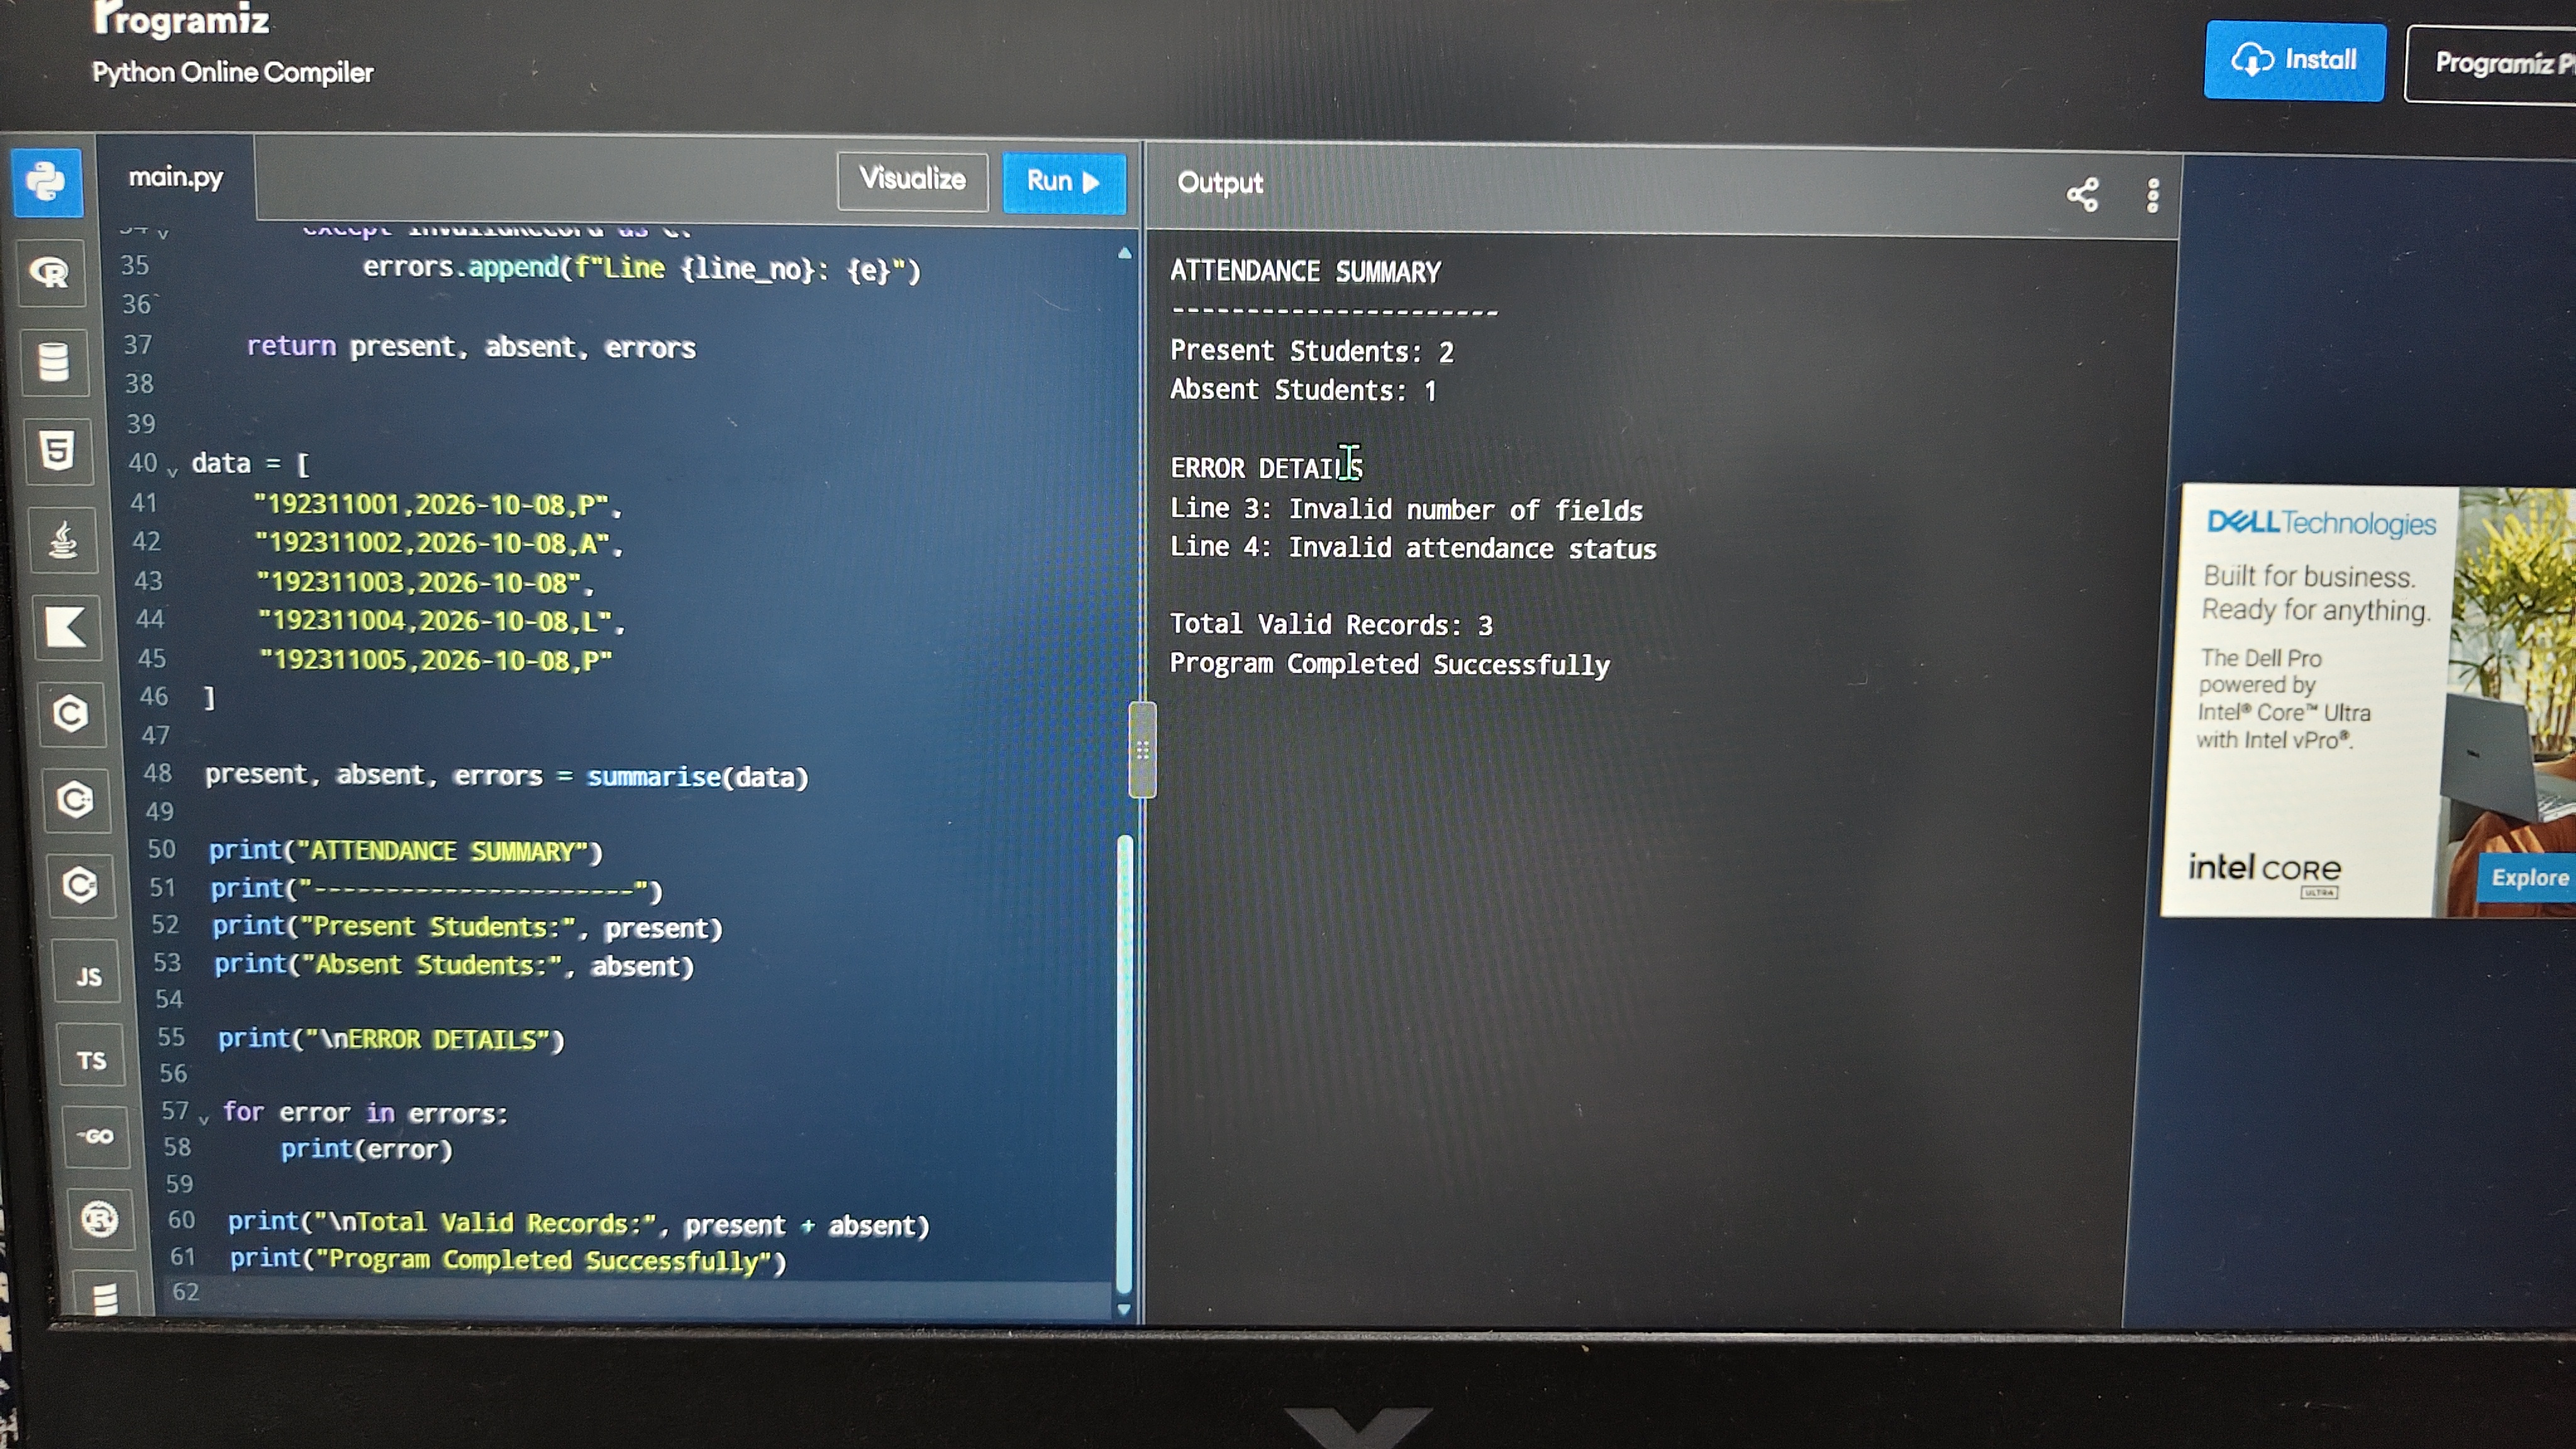 Programiz
Python Online Compiler
Install
Programiz
main.py
Visualize
Run
Output
35 errors.append(f"Line {line_no}: {e}")
36
37 return present, absent, errors
38
39
40 data = [
41 "192311001,2026-10-08,P",
42 "192311002,2026-10-08,A",
43 "192311003,2026-10-08",
44 "192311004,2026-10-08,L",
45 "192311005,2026-10-08,P"
46 ]
47
48 present, absent, errors = summarise(data)
49
50 print("ATTENDANCE SUMMARY")
51 print("----------------------")
52 print("Present Students:", present)
53 print("Absent Students:", absent)
54
55 print("\nERROR DETAILS")
56
57 for error in errors:
58 print(error)
59
60 print("\nTotal Valid Records:", present + absent)
61 print("Program Completed Successfully")
62
ATTENDANCE SUMMARY
----------------------
Present Students: 2
Absent Students: 1
ERROR DETAILS
Line 3: Invalid number of fields
Line 4: Invalid attendance status
Total Valid Records: 3
Program Completed Successfully
JS
TS
GO
DELL Technologies
Built for business.
Ready for anything.
The Dell Pro
powered by
Intel® Core™ Ultra
with Intel vPro®.
intel CORE
ULTRA
Explore